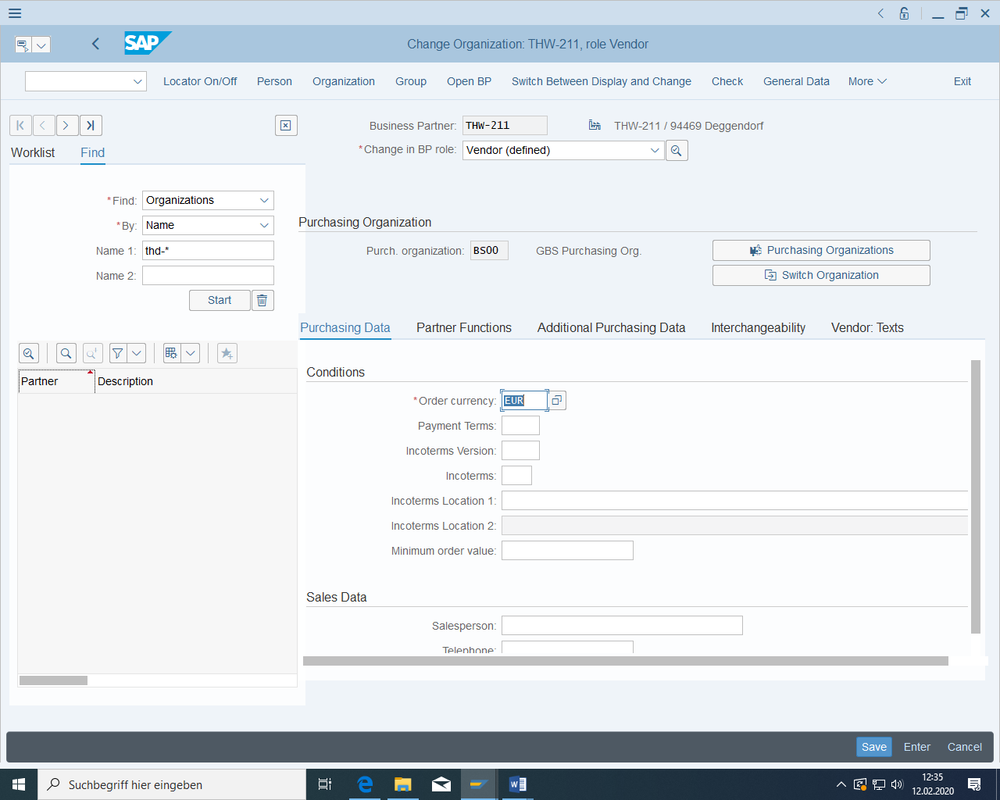 SAP
Change Organization: THW-211, role Vendor
Locator On/Off Person Organization Group Open BP Switch Between Display and Change Check General Data More Exit
Business Partner: THW-211 THW-211 / 94469 Deggendorf
*Change in BP role: Vendor (defined)
Worklist Find
*Find: Organizations
*By: Name
Name 1: thd-*
Name 2:
Start
Partner Description
Purchasing Organization
Purch. organization: BS00 GBS Purchasing Org. Purchasing Organizations
Switch Organization
Purchasing Data Partner Functions Additional Purchasing Data Interchangeability Vendor: Texts
Conditions
*Order currency: EUR
Payment Terms:
Incoterms Version:
Incoterms:
Incoterms Location 1:
Incoterms Location 2:
Minimum order value:
Sales Data
Salesperson:
Telephone:
Save Enter Cancel
Suchbegriff hier eingeben
12:35
12.02.2020